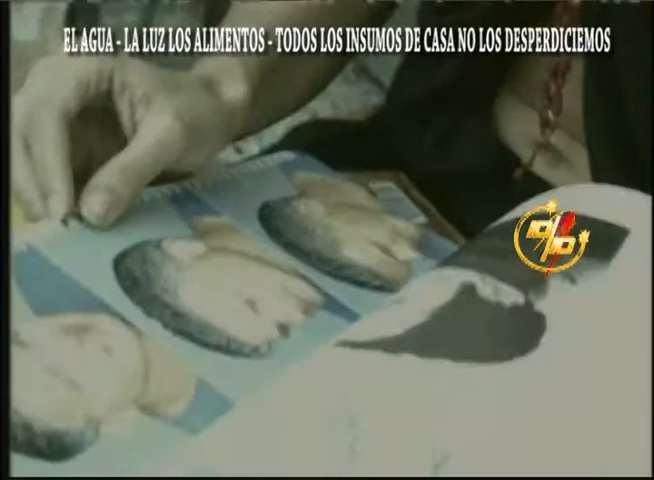 EL AGUA - LA LUZ LOS ALIMENTOS - TODOS LOS INSUMOS DE CASA NO LOS DESPERDICIEMOS